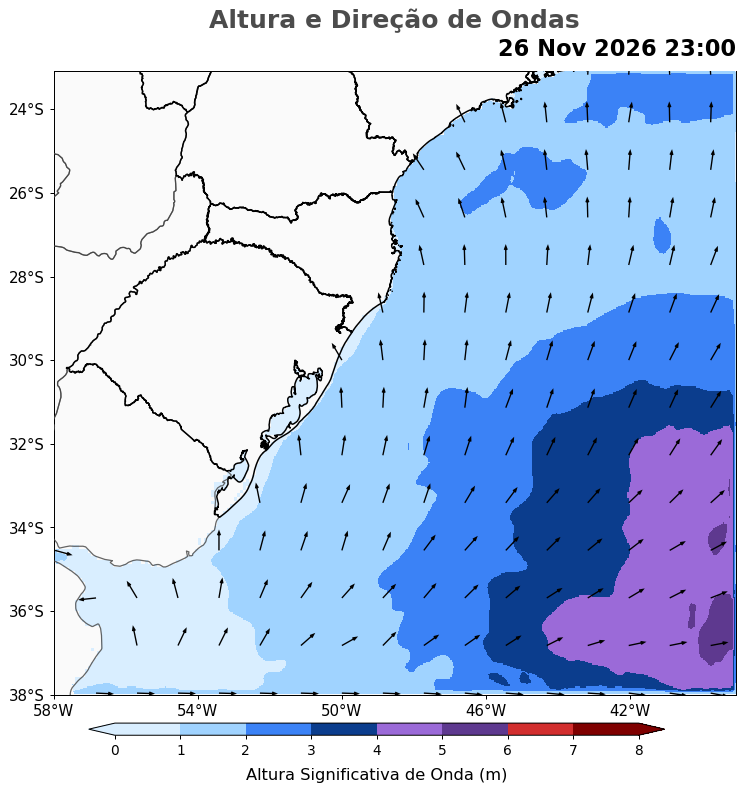 Altura e Direção de Ondas
26 Nov 2026 23:00
24°S
26°S
28°S
30°S
32°S
34°S
36°S
38°S
58°W 54°W 50°W 46°W 42°W
0 1 2 3 4 5 6 7 8
Altura Significativa de Onda (m)